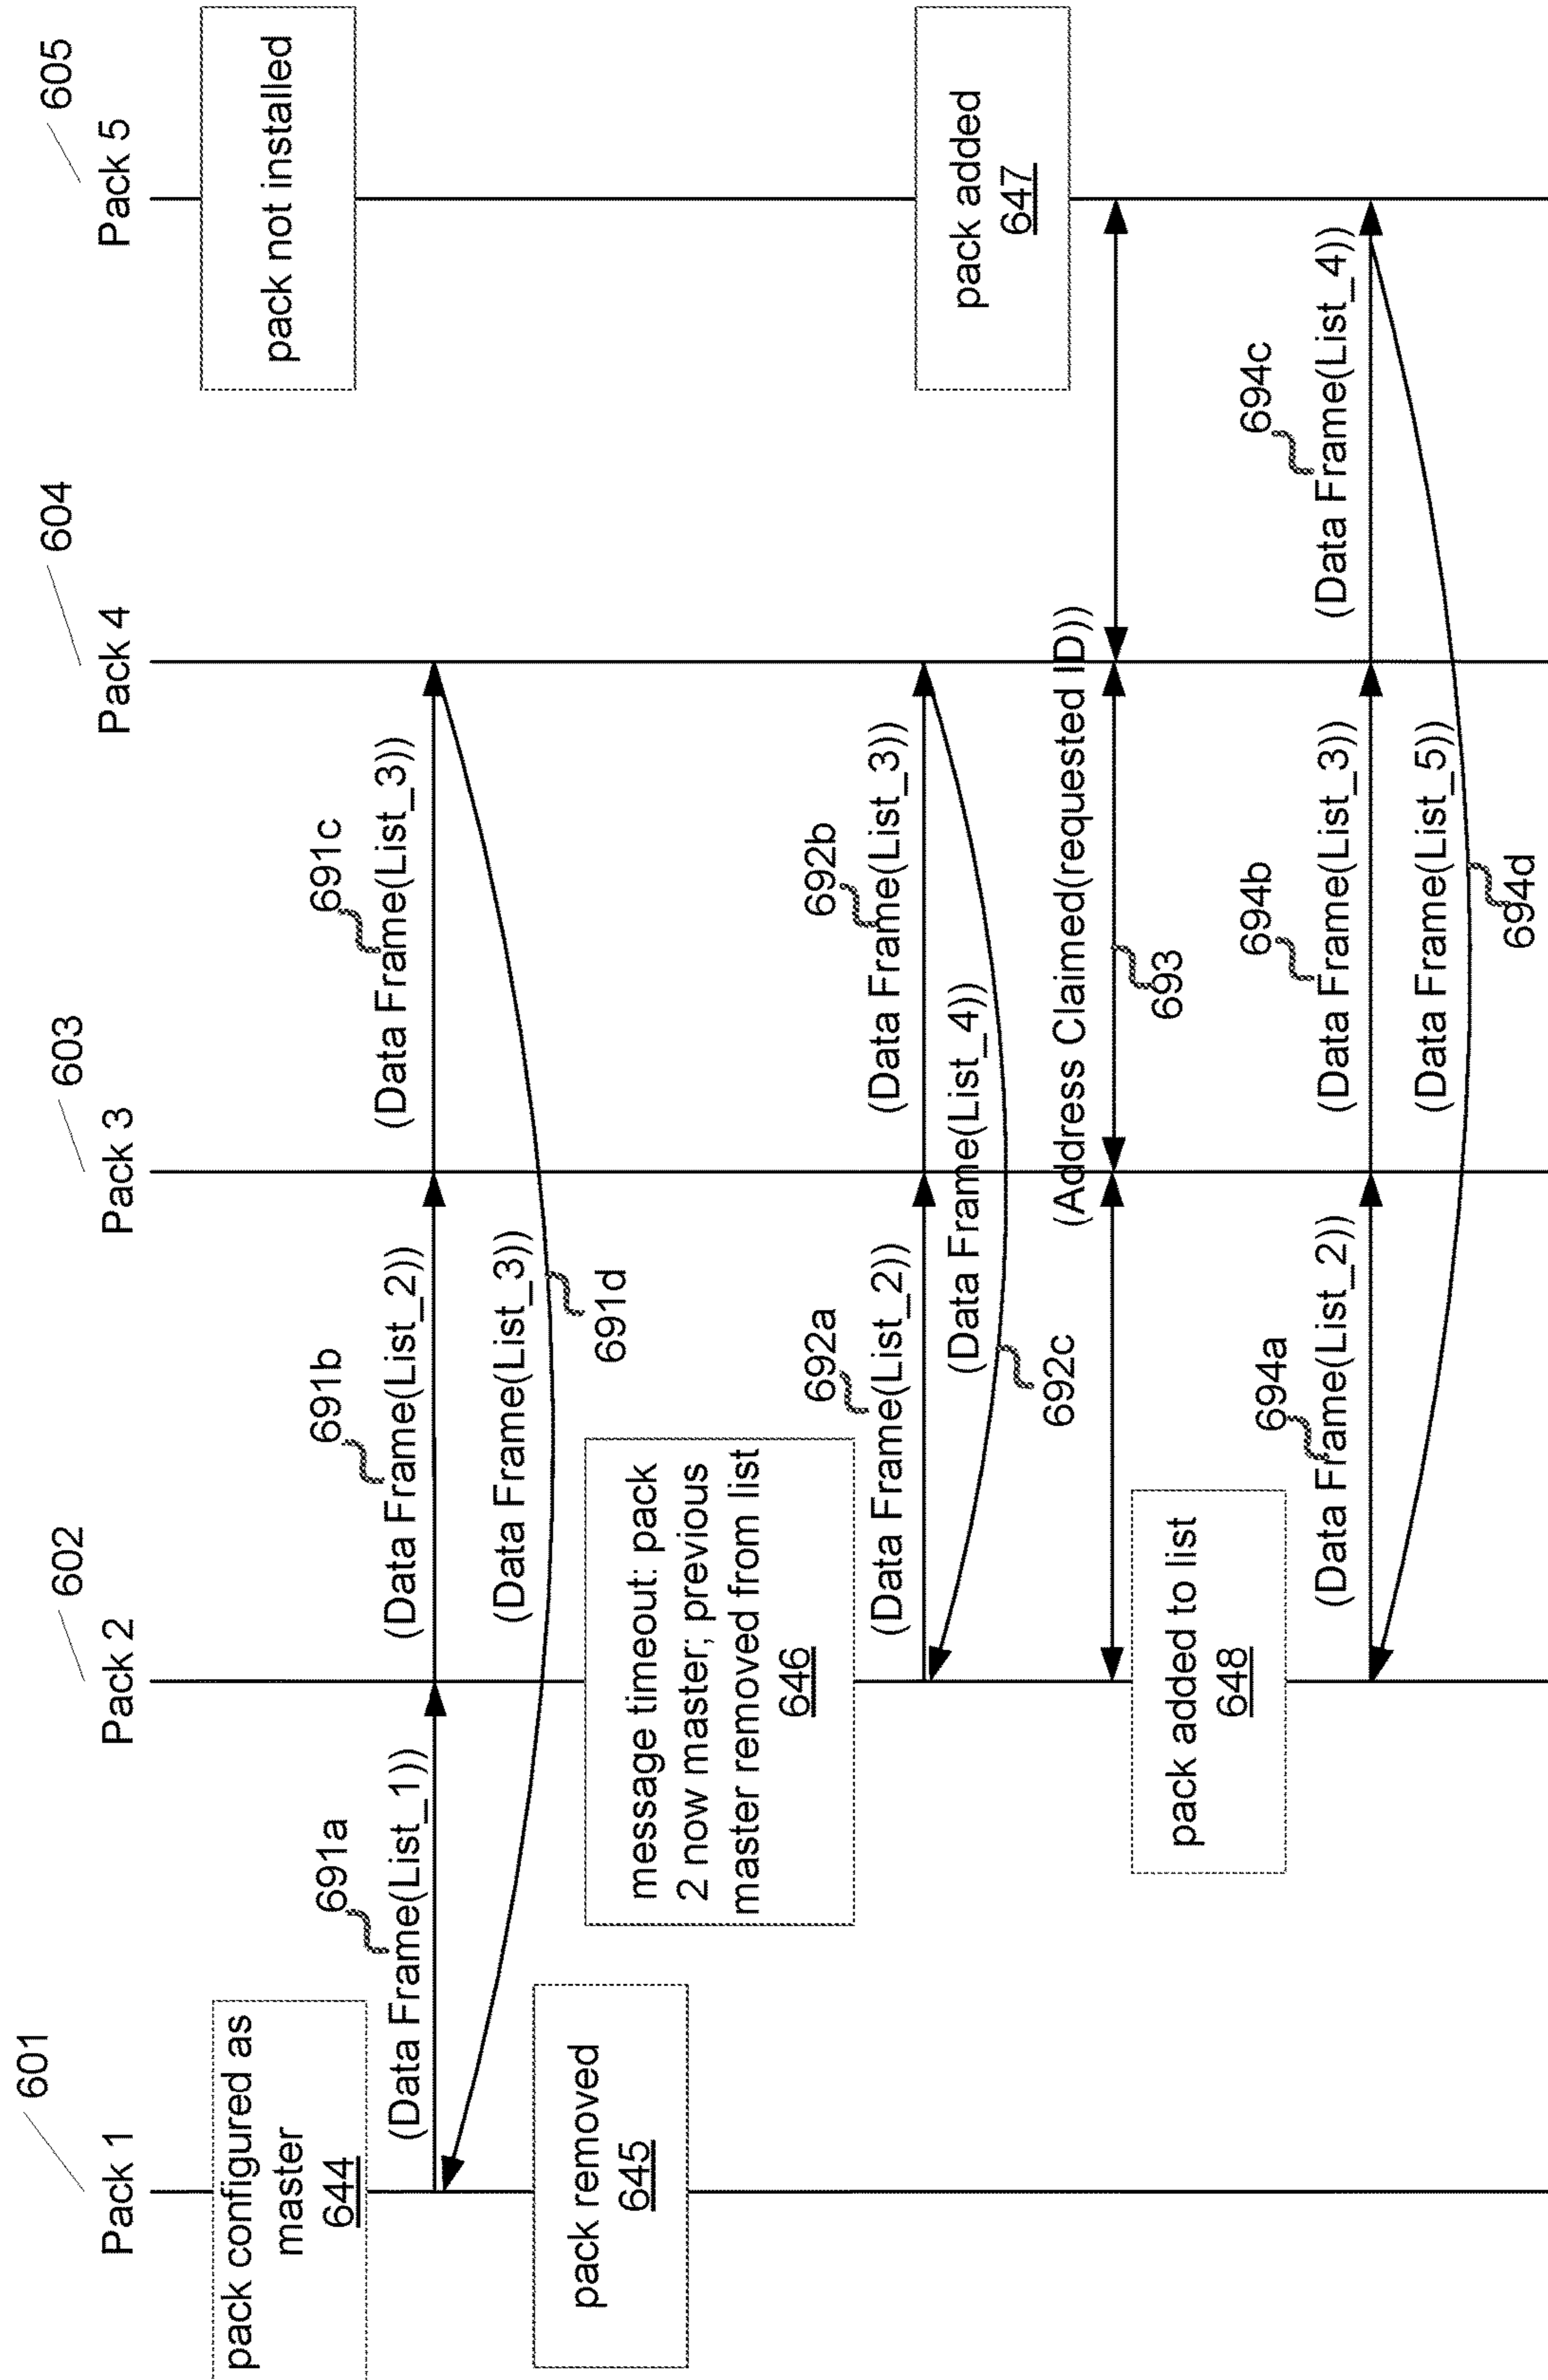 601
602
603
604
605
Pack 1
Pack 2
Pack 3
Pack 4
Pack 5
pack configured as
master
644
pack not installed
691a
691b
691c
(Data Frame(List_1))
(Data Frame(List_2))
(Data Frame(List_3))
(Data Frame(List_3))
691d
pack removed
645
message timeout: pack
2 now master; previous
master removed from list
646
692a
692b
(Data Frame(List_2))
(Data Frame(List_3))
(Data Frame(List_4))
692c
pack added
647
(Address Claimed(requested ID))
693
pack added to list
648
694a
694b
694c
(Data Frame(List_2))
(Data Frame(List_3))
(Data Frame(List_4))
(Data Frame(List_5))
694d